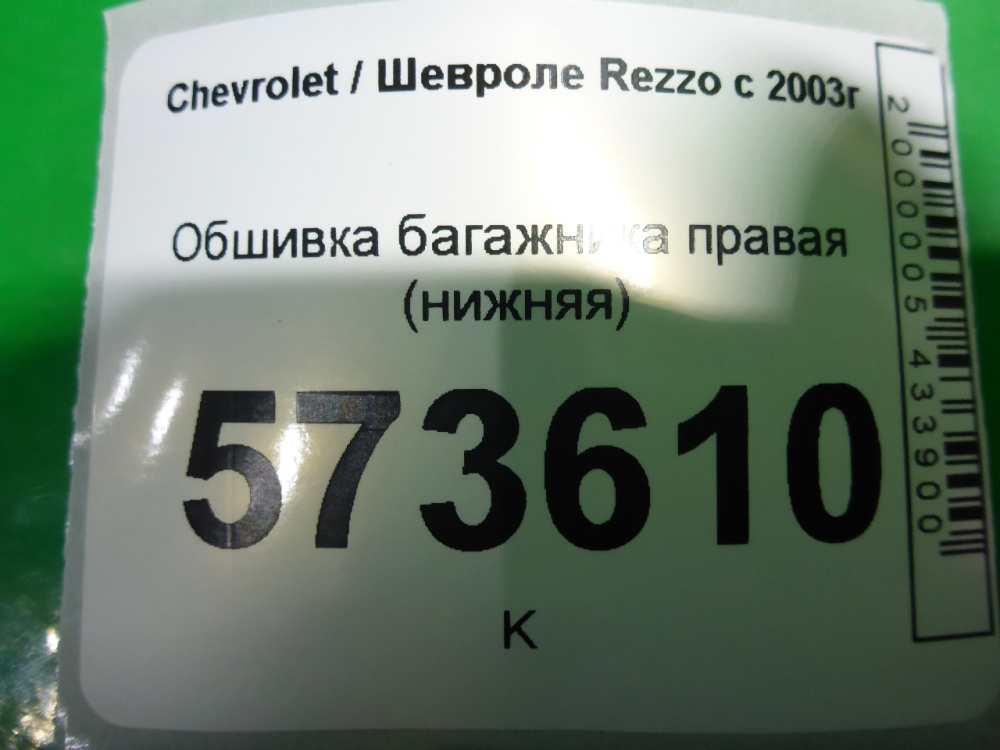 Chevrolet / Шевроле Rezzo с 2003г
Обшивка багажника правая
(нижняя)
573610
К
2000005433900